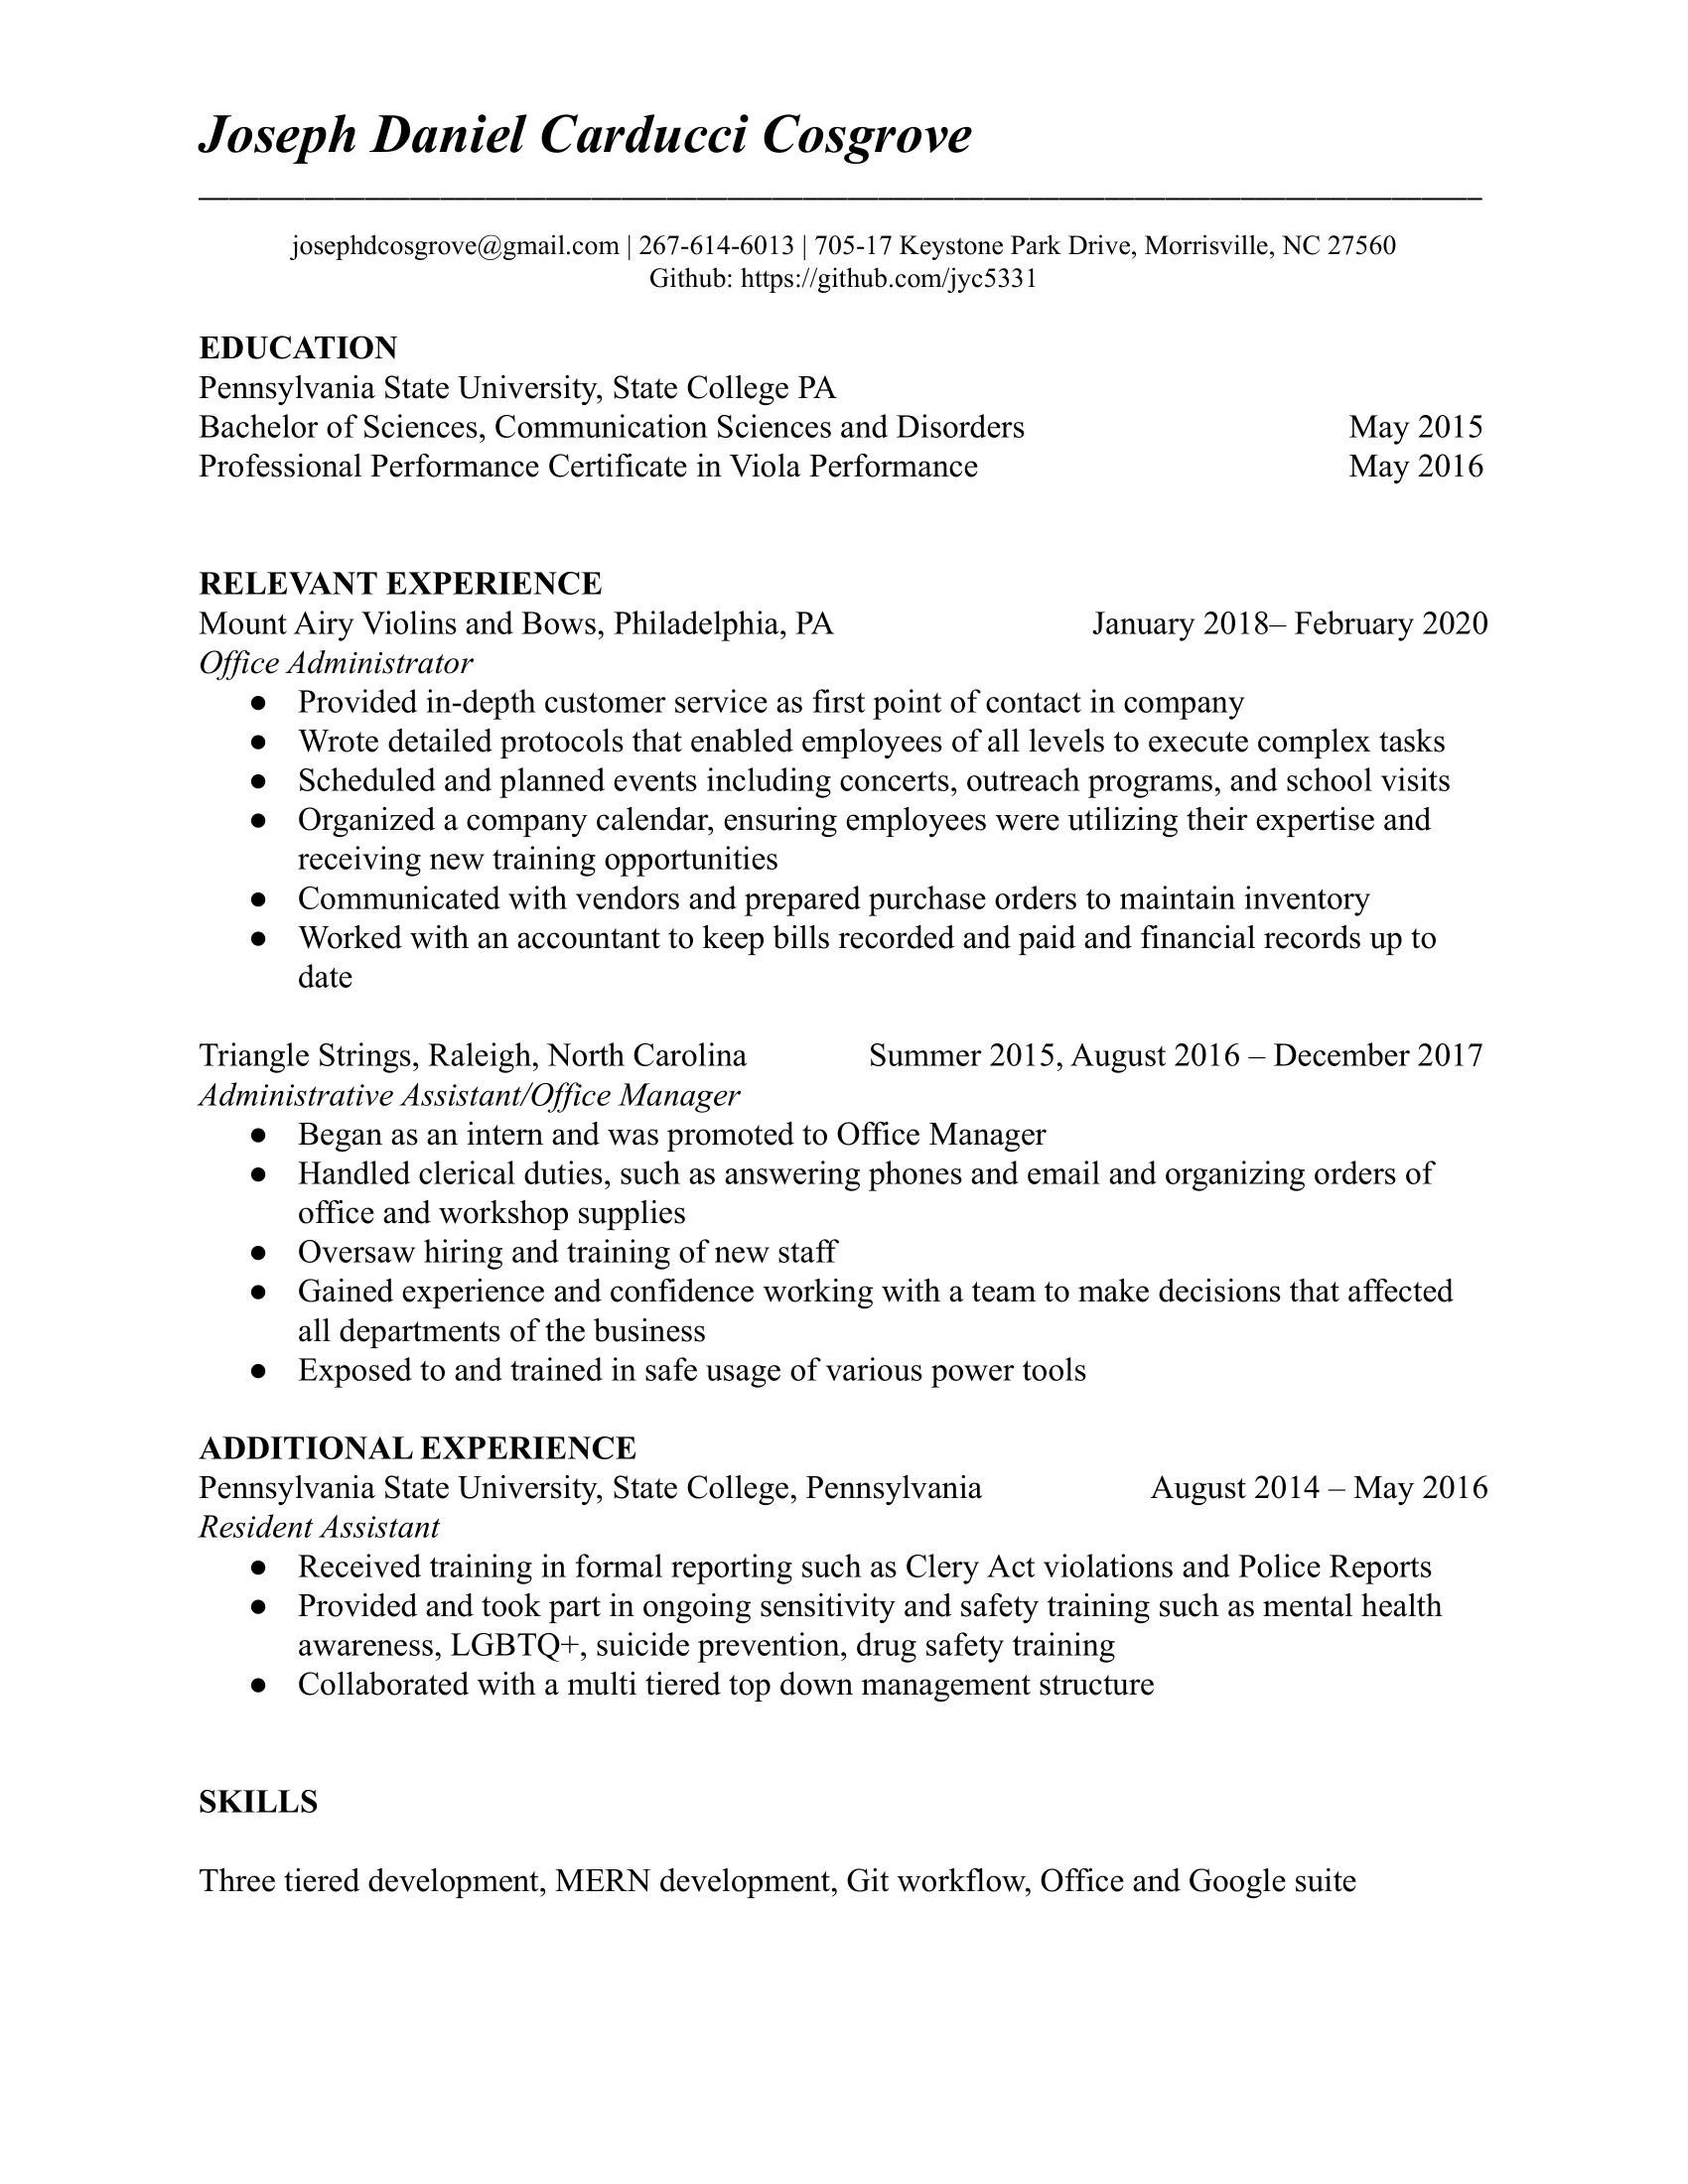 Joseph Daniel Carducci Cosgrove
josephdcosgrove@gmail.com | 267-614-6013 | 705-17 Keystone Park Drive, Morrisville, NC 27560
Github: https://github.com/jyc5331
EDUCATION
Pennsylvania State University, State College PA
Bachelor of Sciences, Communication Sciences and Disorders May 2015
Professional Performance Certificate in Viola Performance May 2016
RELEVANT EXPERIENCE
Mount Airy Violins and Bows, Philadelphia, PA January 2018– February 2020
Office Administrator
● Provided in-depth customer service as first point of contact in company
● Wrote detailed protocols that enabled employees of all levels to execute complex tasks
● Scheduled and planned events including concerts, outreach programs, and school visits
● Organized a company calendar, ensuring employees were utilizing their expertise and
receiving new training opportunities
● Communicated with vendors and prepared purchase orders to maintain inventory
● Worked with an accountant to keep bills recorded and paid and financial records up to
date
Triangle Strings, Raleigh, North Carolina Summer 2015, August 2016 – December 2017
Administrative Assistant/Office Manager
● Began as an intern and was promoted to Office Manager
● Handled clerical duties, such as answering phones and email and organizing orders of
office and workshop supplies
● Oversaw hiring and training of new staff
● Gained experience and confidence working with a team to make decisions that affected
all departments of the business
● Exposed to and trained in safe usage of various power tools
ADDITIONAL EXPERIENCE
Pennsylvania State University, State College, Pennsylvania August 2014 – May 2016
Resident Assistant
● Received training in formal reporting such as Clery Act violations and Police Reports
● Provided and took part in ongoing sensitivity and safety training such as mental health
awareness, LGBTQ+, suicide prevention, drug safety training
● Collaborated with a multi tiered top down management structure
SKILLS
Three tiered development, MERN development, Git workflow, Office and Google suite